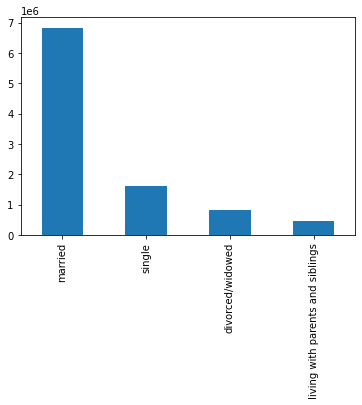 1e6
7
6
5
4
3
2
1
0
married
single
divorced/widowed
living with parents and siblings